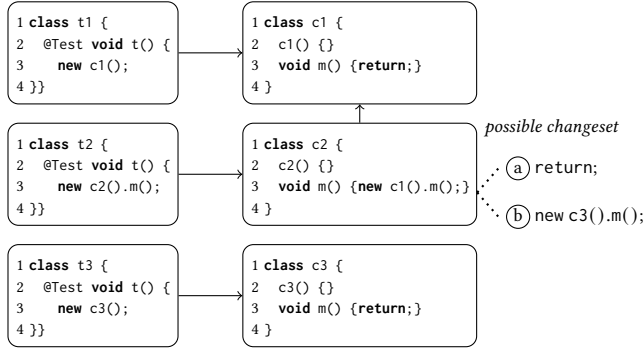 1 class t1 {
2 @Test void t() {
3 new c1();
4 }}
1 class c1 {
2 c1() {}
3 void m() {return;}
4 }
1 class t2 {
2 @Test void t() {
3 new c2().m();
4 }}
1 class c2 {
2 c2() {}
3 void m() {new c1().m();}
4 }
possible changeset
a return;
b new c3().m();
1 class t3 {
2 @Test void t() {
3 new c3();
4 }}
1 class c3 {
2 c3() {}
3 void m() {return;}
4 }